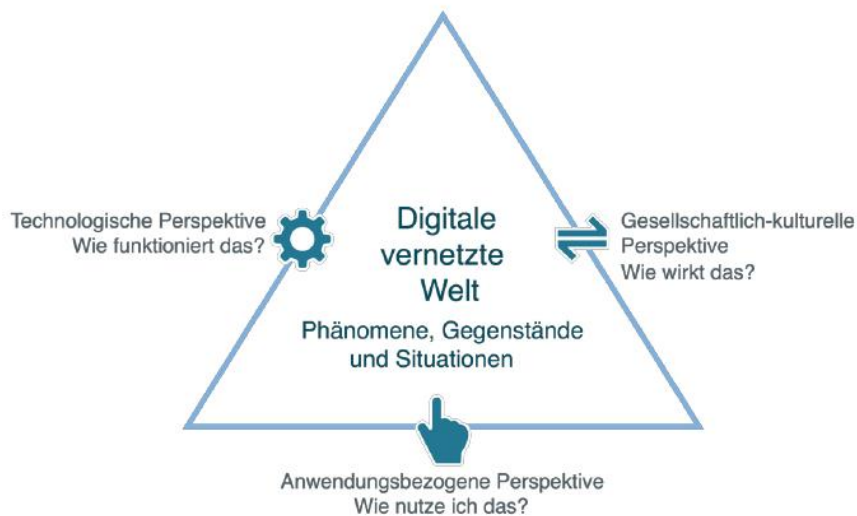 Technologische Perspektive
Wie funktioniert das?
Digitale
vernetzte
Welt
Phänomene, Gegenstände
und Situationen
Gesellschaftlich-kulturelle
Perspektive
Wie wirkt das?
Anwendungsbezogene Perspektive
Wie nutze ich das?